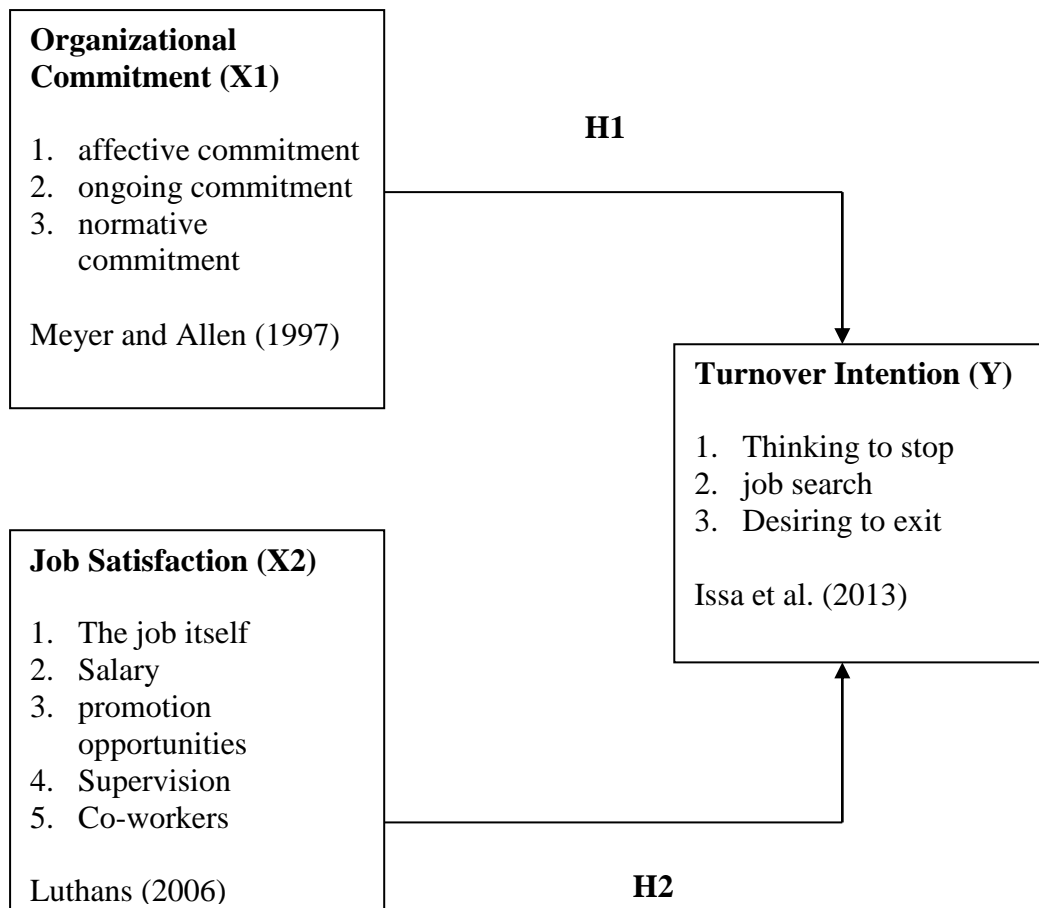 Organizational
Commitment (X1)
1. affective commitment
2. ongoing commitment
3. normative
commitment
Meyer and Allen (1997)
H1
Turnover Intention (Y)
1. Thinking to stop
2. job search
3. Desiring to exit
Issa et al. (2013)
Job Satisfaction (X2)
1. The job itself
2. Salary
3. promotion
opportunities
4. Supervision
5. Co-workers
Luthans (2006)
H2